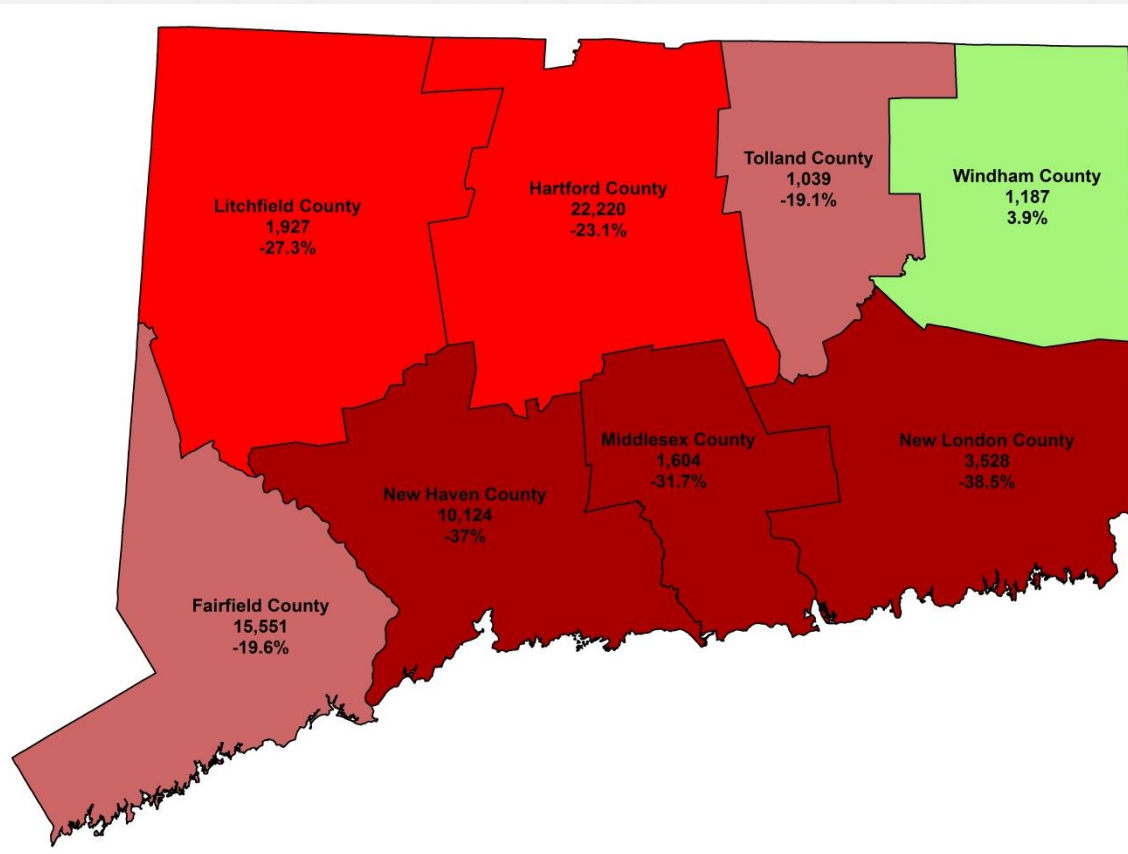 Tolland County
1,039
-19.1%
Windham County
1,187
3.9%
Hartford County
22,220
-23.1%
Litchfield County
1,927
-27.3%
Middlesex County
1,604
-31.7%
New London County
3,528
-38.5%
New Haven County
10,124
-37%
Fairfield County
15,551
-19.6%